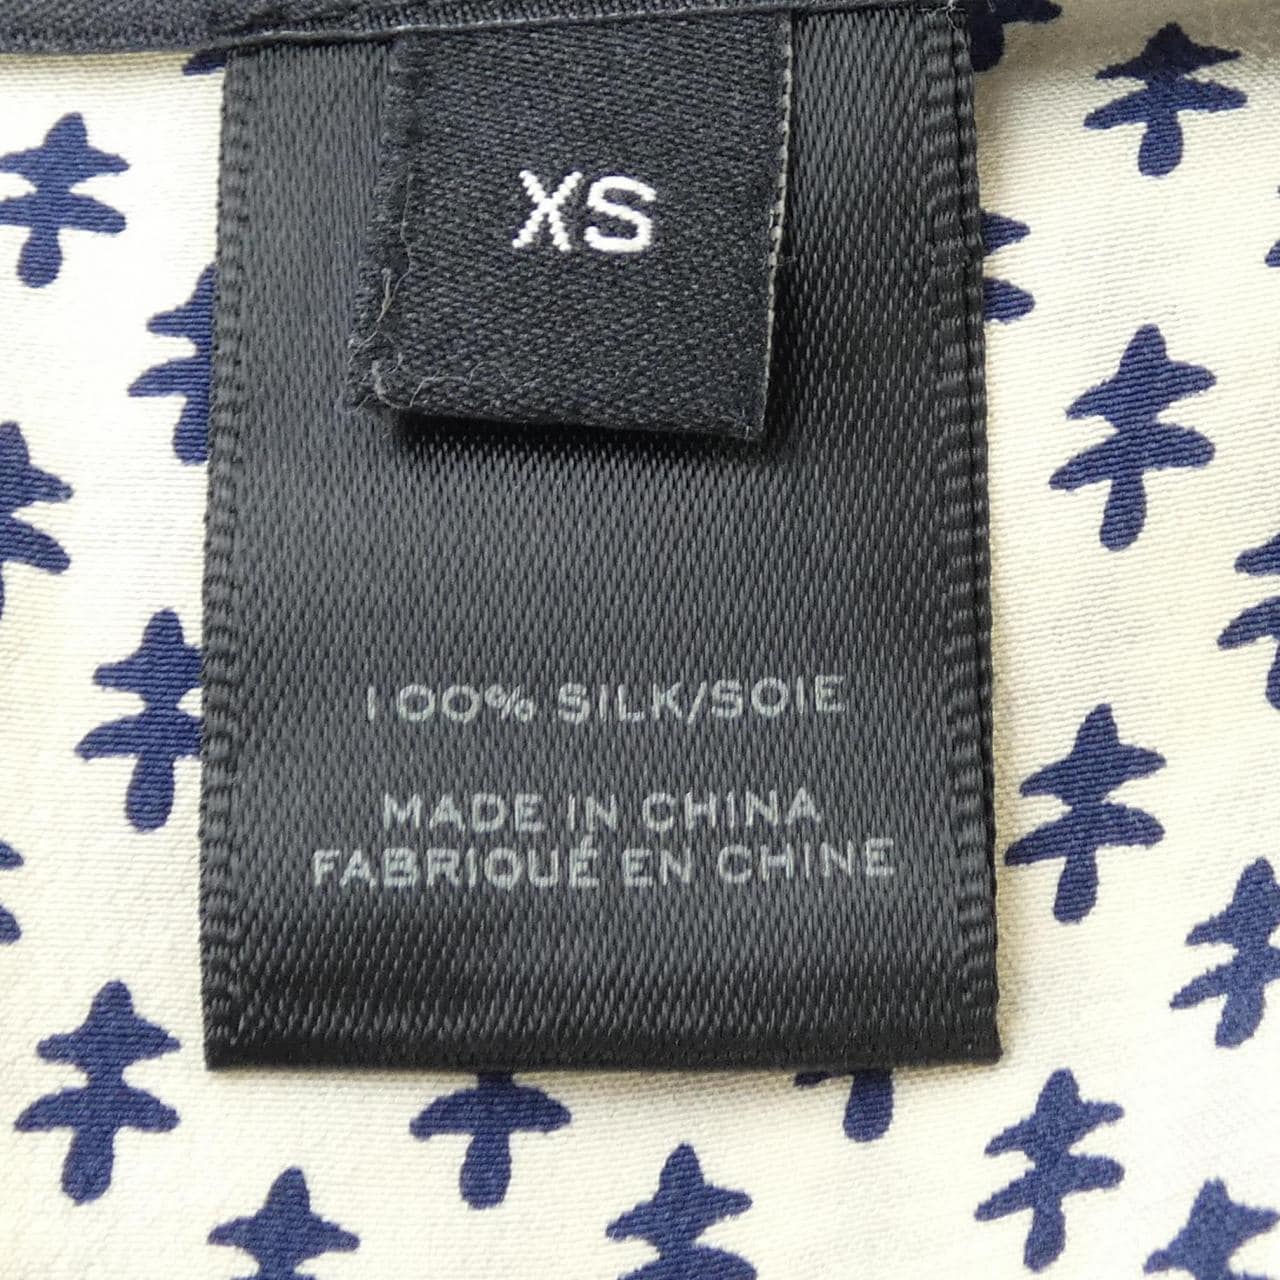 XS
100% SILK/SOIE
MADE IN CHINA
FABRIQUÉ EN CHINE